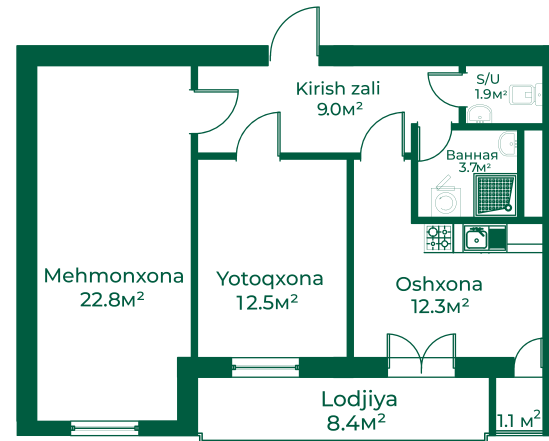 Kirish zali
9.0м²
S/U
1.9м²
Ванная
3.7м²
Mehmonxona
22.8м²
Yotoqxona
12.5м²
Oshxona
12.3м²
Lodjiya
8.4м²
1.1 м²